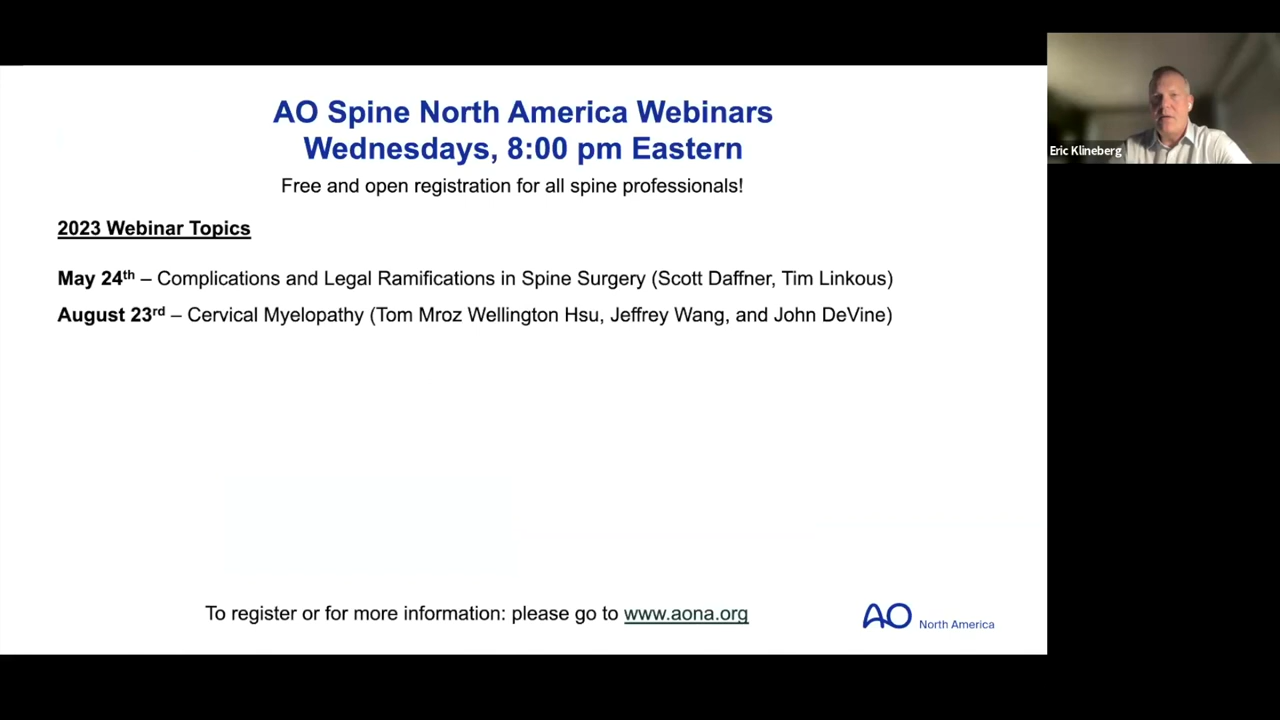 AO Spine North America Webinars
Wednesdays, 8:00 pm Eastern
Free and open registration for all spine professionals!
2023 Webinar Topics
May 24th – Complications and Legal Ramifications in Spine Surgery (Scott Daffner, Tim Linkous)
August 23rd – Cervical Myelopathy (Tom Mroz Wellington Hsu, Jeffrey Wang, and John DeVine)
To register or for more information: please go to www.aona.org
AO North America
Eric Klineberg